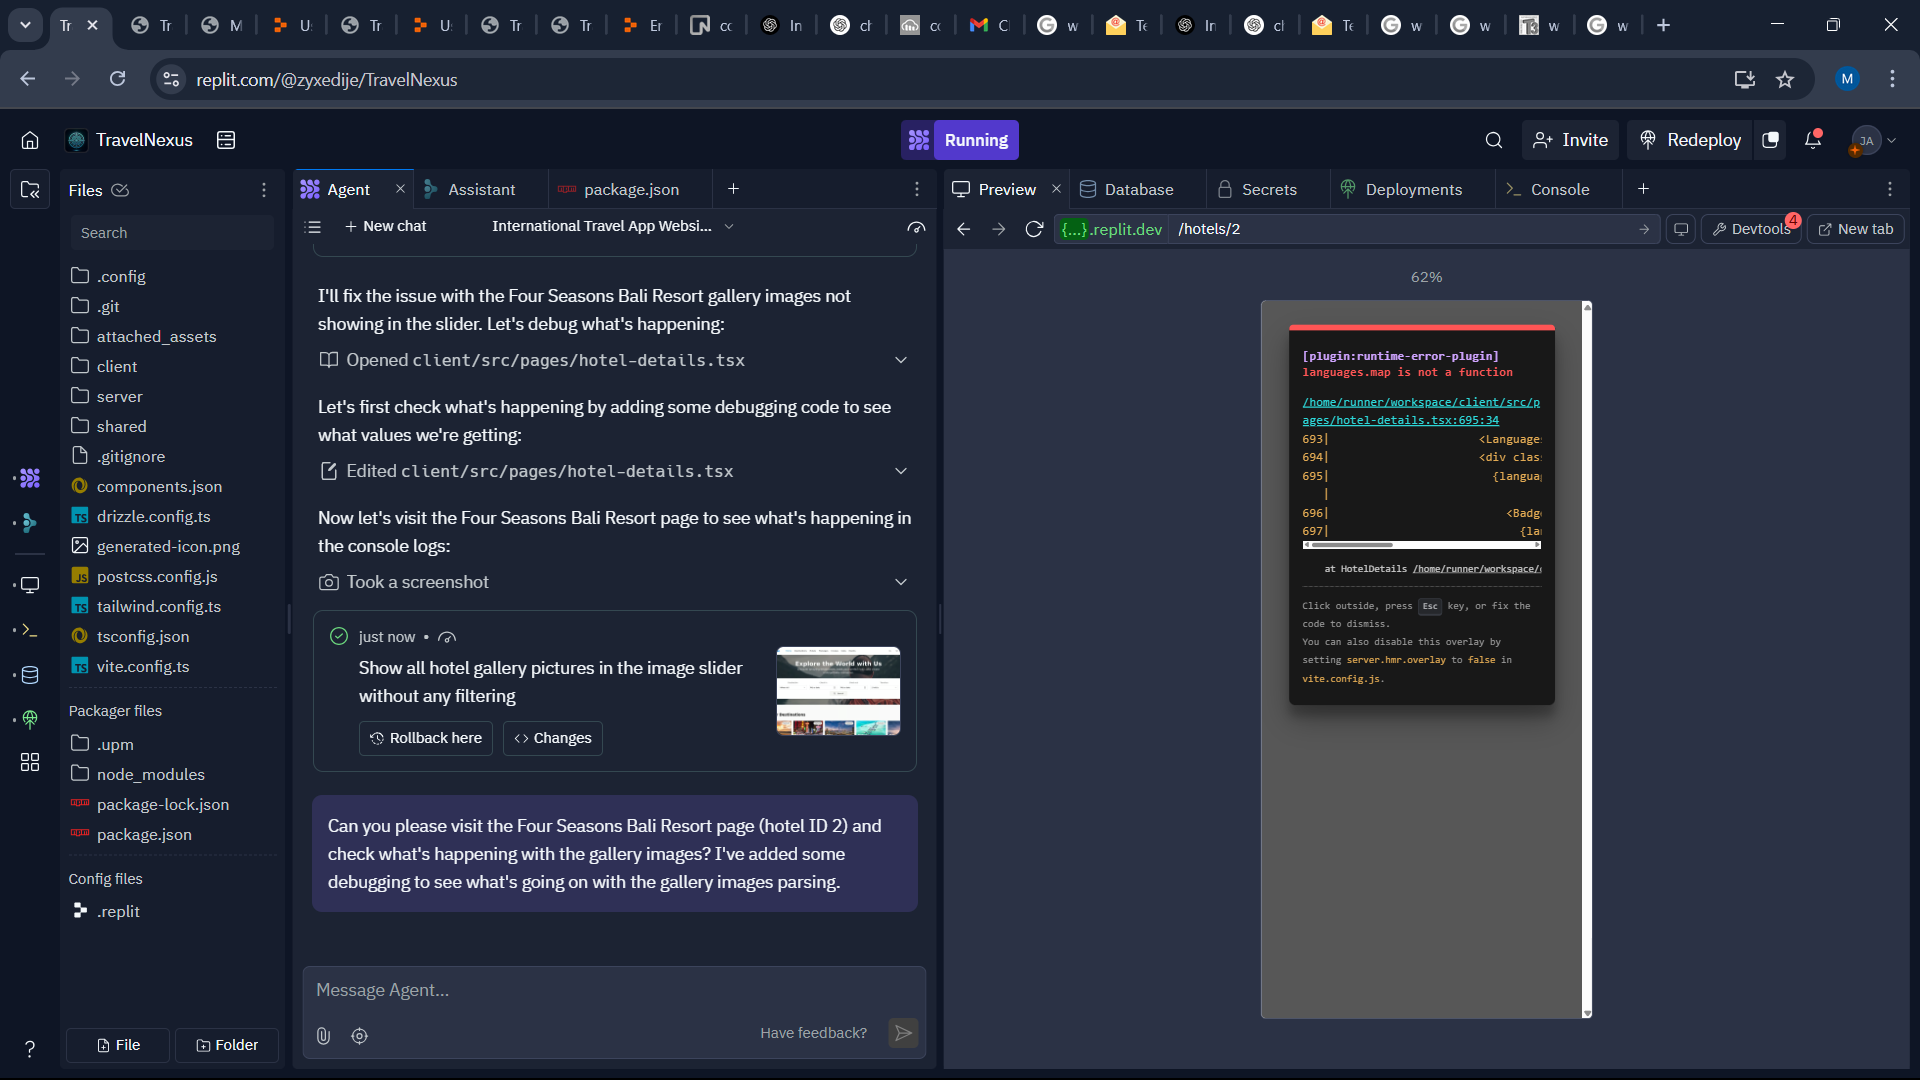 Tr
Tr
M
Us
Tr
Us
Tr
Tr
Er
cc
In
ch
cc
C
w
Te
In
cl
Te
w
w
w
w
replit.com/@zyxedije/TravelNexus
M
TravelNexus
Running
Invite
Redeploy
JA
Files
Agent
Assistant
package.json
Preview
Database
Secrets
Deployments
Console
Search
New chat
International Travel App Websi...
{...}.replit.dev
/hotels/2
Devtools
4
New tab
62%
.config
.git
attached_assets
client
server
shared
.gitignore
components.json
drizzle.config.ts
generated-icon.png
postcss.config.js
tailwind.config.ts
tsconfig.json
vite.config.ts
Packager files
.upm
node_modules
package-lock.json
package.json
Config files
.replit
File
Folder
I'll fix the issue with the Four Seasons Bali Resort gallery images not
showing in the slider. Let's debug what's happening:
Opened client/src/pages/hotel-details.tsx
Let's first check what's happening by adding some debugging code to see
what values we're getting:
Edited client/src/pages/hotel-details.tsx
Now let's visit the Four Seasons Bali Resort page to see what's happening in
the console logs:
Took a screenshot
just now •
Show all hotel gallery pictures in the image slider
without any filtering
Explore the World with Us
Destinations
Rollback here
Changes
Can you please visit the Four Seasons Bali Resort page (hotel ID 2) and
check what's happening with the gallery images? I've added some
debugging to see what's going on with the gallery images parsing.
Message Agent...
Have feedback?
[plugin:runtime-error-plugin]
languages.map is not a function
/home/runner/workspace/client/src/p
ages/hotel-details.tsx:695:34
693| <Language
694| <div clas
695| {langua
|
696| <Badg
697| {la
at HotelDetails /home/runner/workspace/
Click outside, press Esc key, or fix the
code to dismiss.
You can also disable this overlay by
setting server.hmr.overlay to false in
vite.config.js.